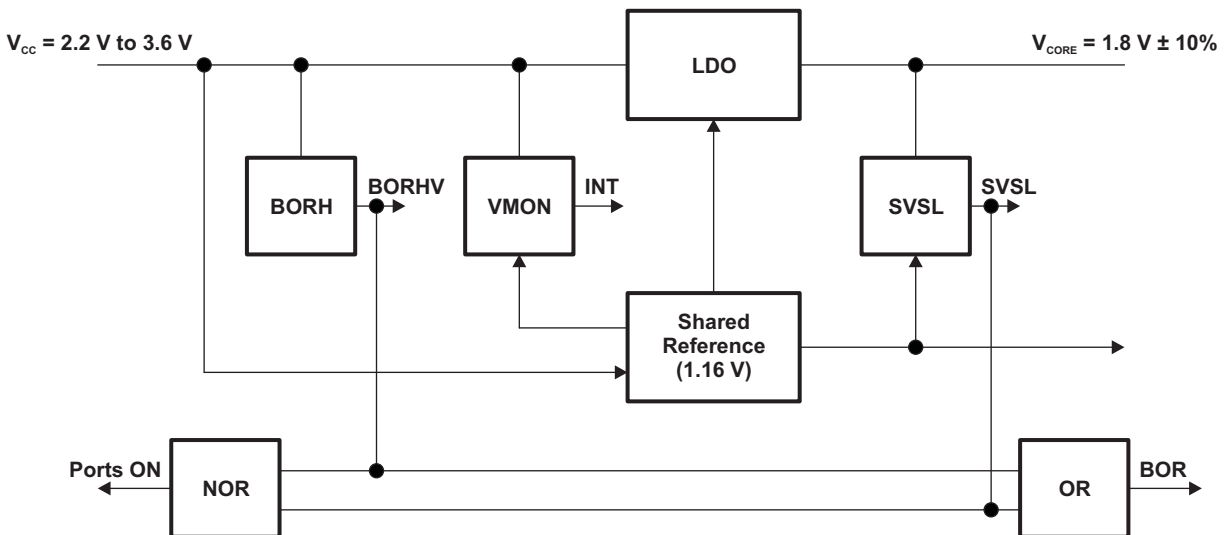 V_CC = 2.2 V to 3.6 V
LDO
V_CORE = 1.8 V ± 10%
BORH
BORHV
VMON
INT
SVSL
SVSL
Shared
Reference
(1.16 V)
Ports ON
NOR
OR
BOR